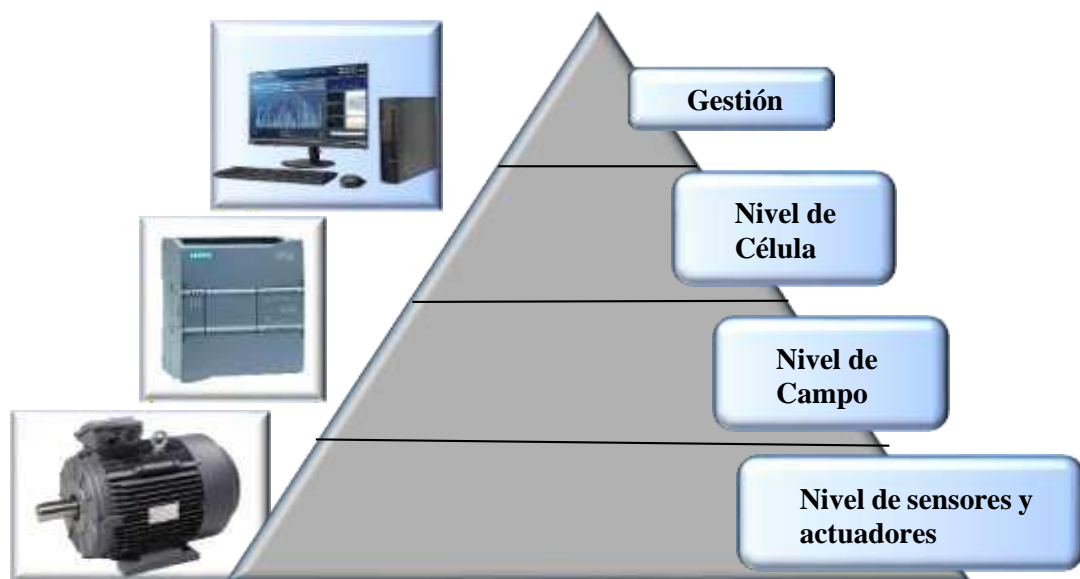 Gestión
Nivel de
Célula
Nivel de
Campo
Nivel de sensores y
actuadores